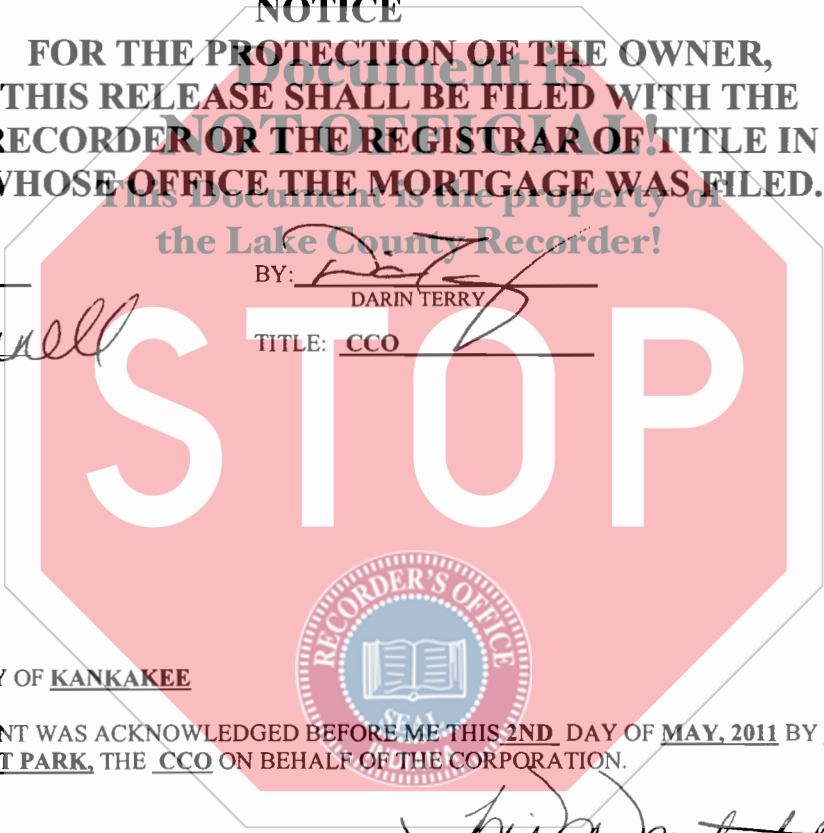 NOTICE
FOR THE PROTECTION OF THE OWNER,
THIS RELEASE SHALL BE FILED WITH THE
RECORDER OR THE REGISTRAR OF TITLE IN
WHOSE OFFICE THE MORTGAGE WAS FILED.
Document is
NOT OFFICIAL!
This Document is the property of
the Lake County Recorder!
BY:
DARIN TERRY
nell
TITLE: CCO
STOP
RECORDER'S OFFICE
SEAL
Y OF KANKAKEE
NT WAS ACKNOWLEDGED BEFORE ME THIS 2ND DAY OF MAY, 2011 BY
T PARK, THE CCO ON BEHALF OF THE CORPORATION.